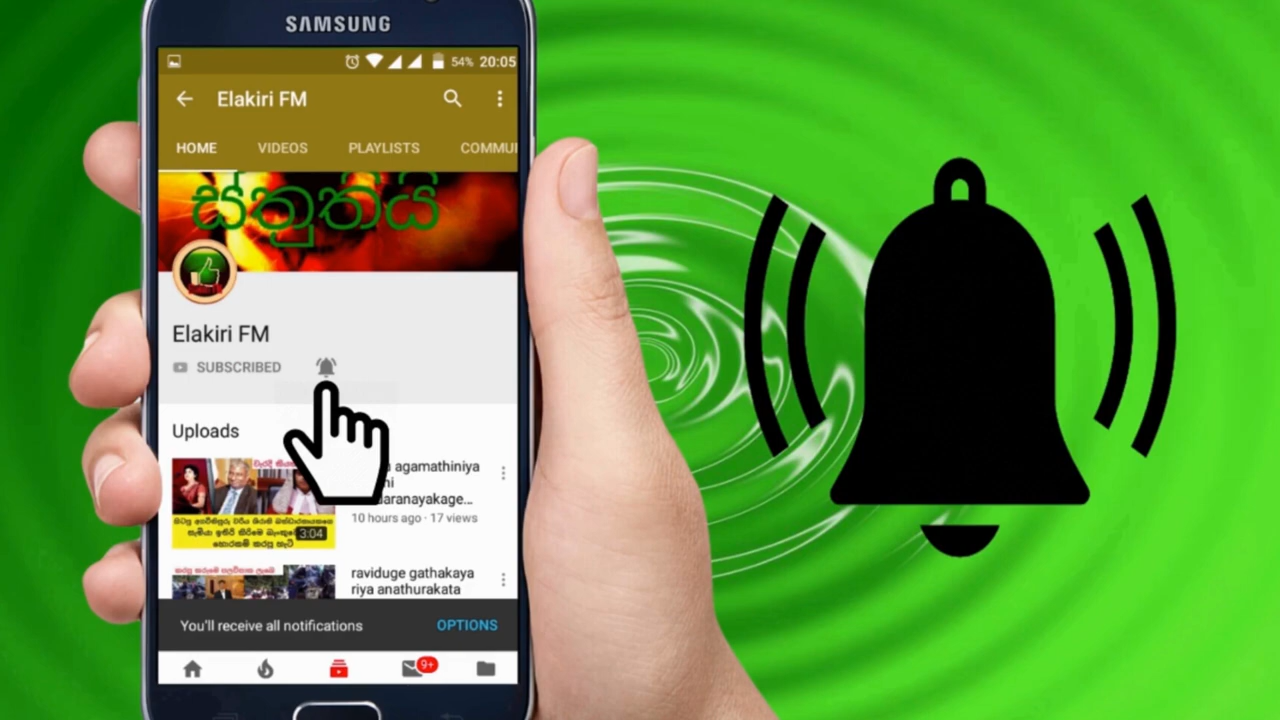 SAMSUNG
54% 20:05
Elakiri FM
HOME VIDEOS PLAYLISTS COMMUI
ස්තූතියි
Elakiri FM
SUBSCRIBED
Uploads
agamathiniya
aranayakage...
10 hours ago · 17 views
3:04
raviduge gathakaya
riya anathurakata
You'll receive all notifications OPTIONS
9+